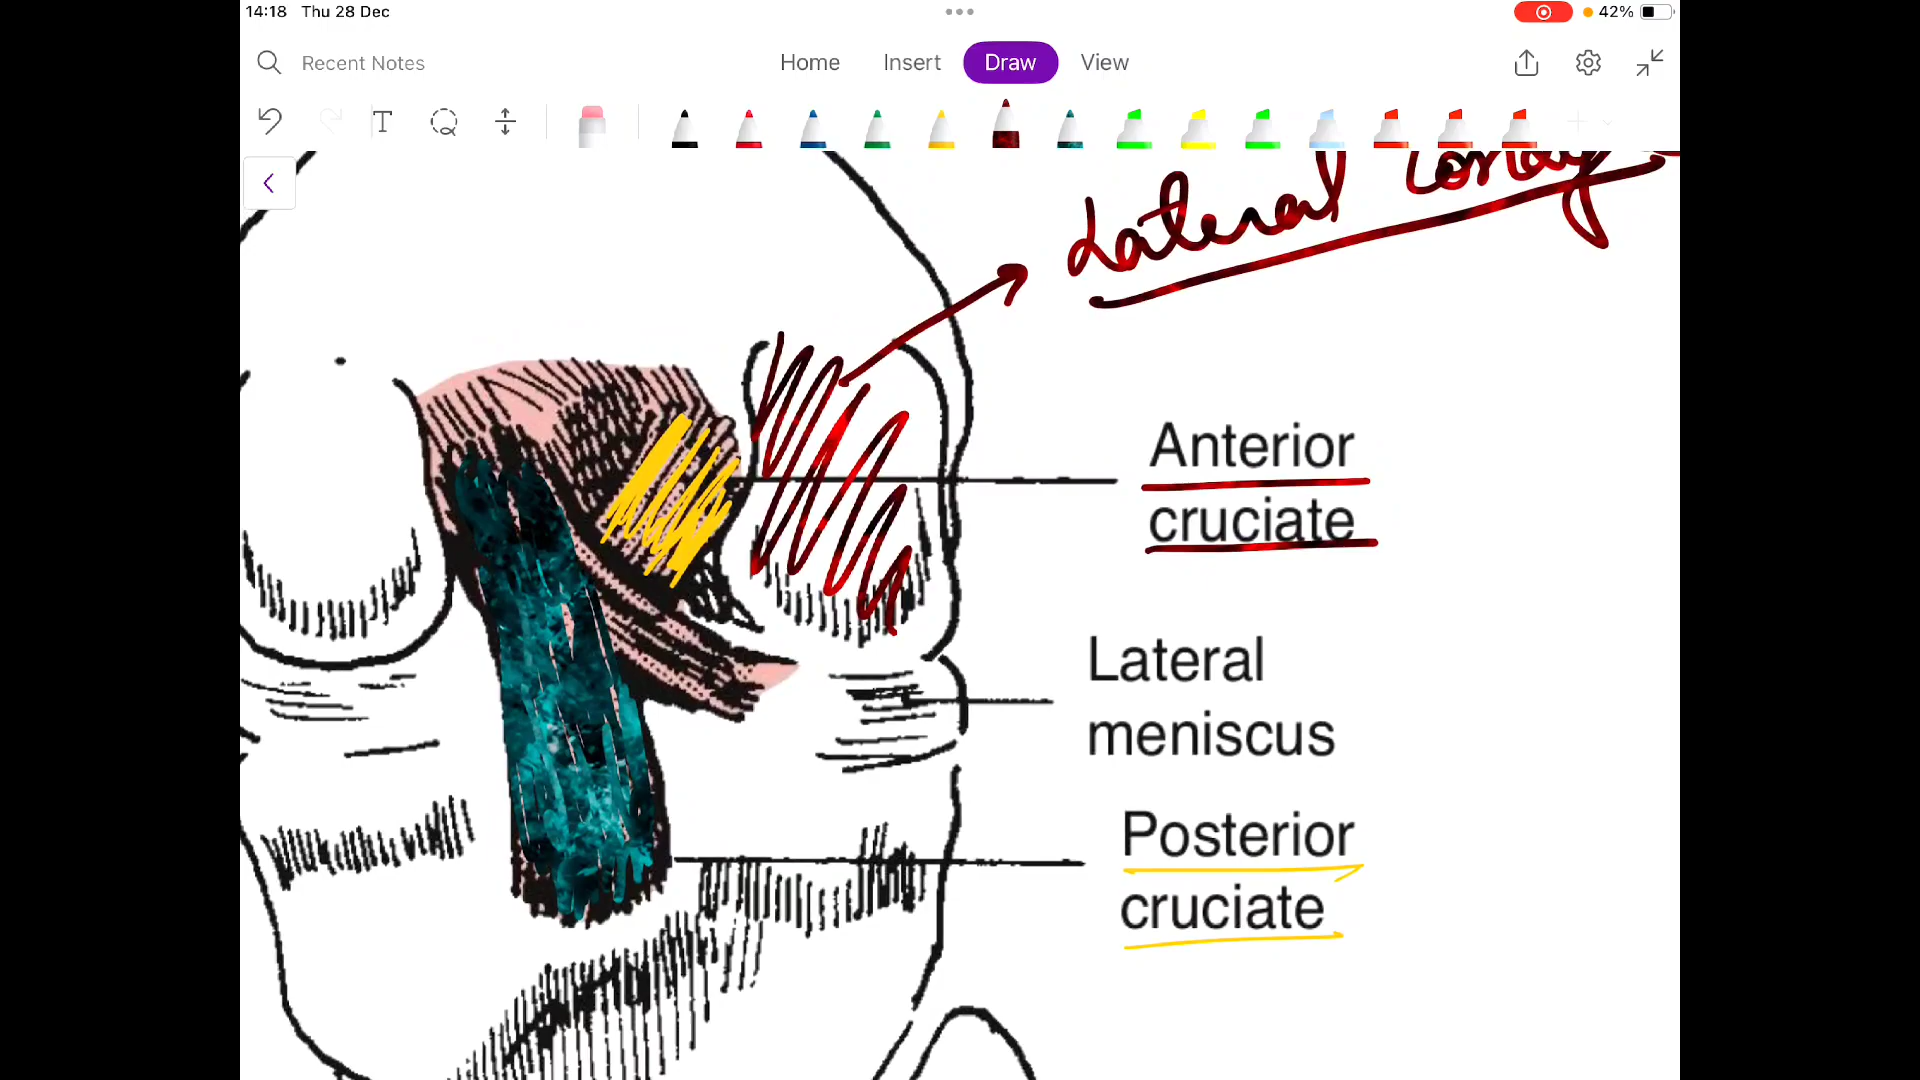 14:18 Thu 28 Dec
42%
Recent Notes
Home Insert Draw View
T
Lateral
Anterior
cruciate
Lateral
meniscus
Posterior
cruciate